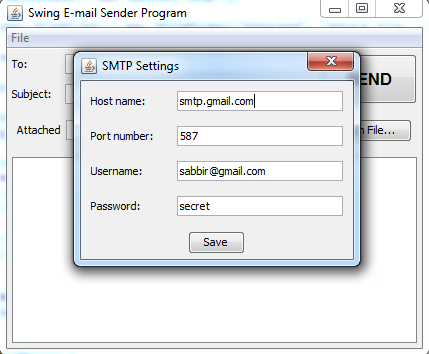 Swing E-mail Sender Program
File
To:
SMTP Settings
Host name: smtp.gmail.com
Subject:
Port number: 587
Attached
File...
Username: sabbir@gmail.com
Password: secret
Save